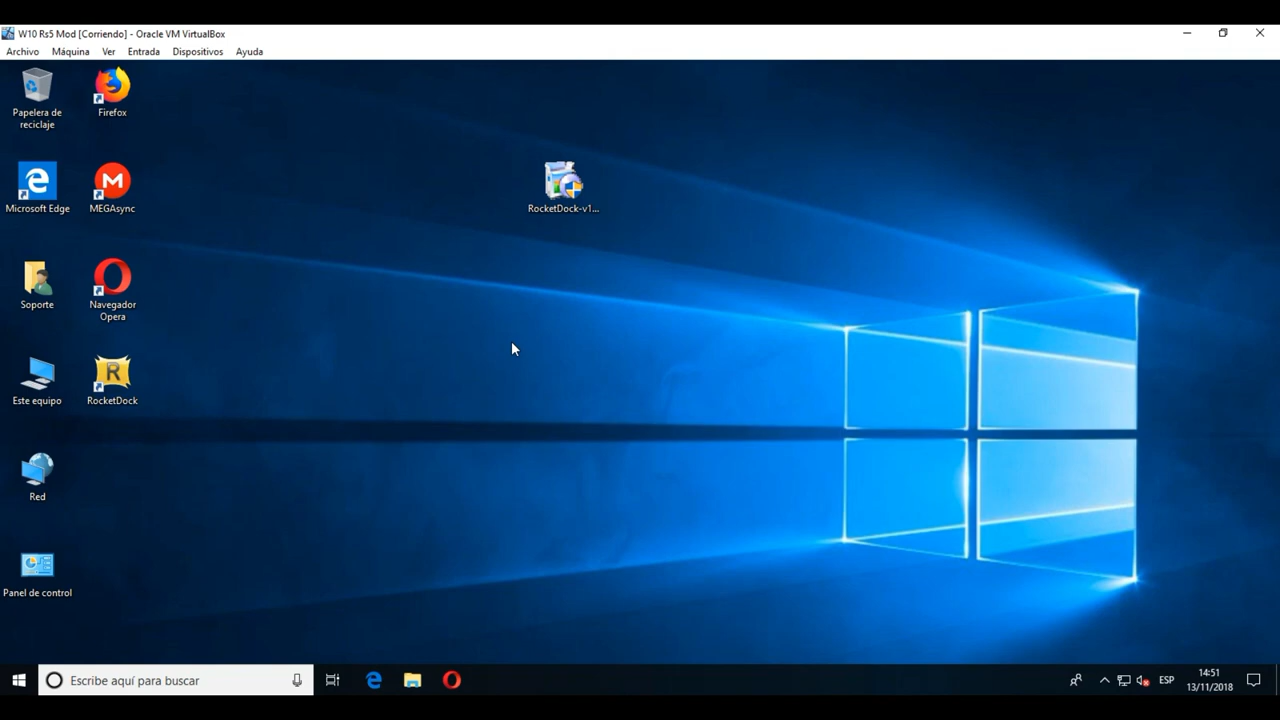 W10 Rs5 Mod [Corriendo] - Oracle VM VirtualBox
Archivo Máquina Ver Entrada Dispositivos Ayuda
Papelera de
reciclaje
Firefox
Microsoft Edge
MEGAsync
RocketDock-v1...
Soporte
Navegador
Opera
Este equipo
RocketDock
Red
Panel de control
Escribe aquí para buscar
ESP
14:51
13/11/2018